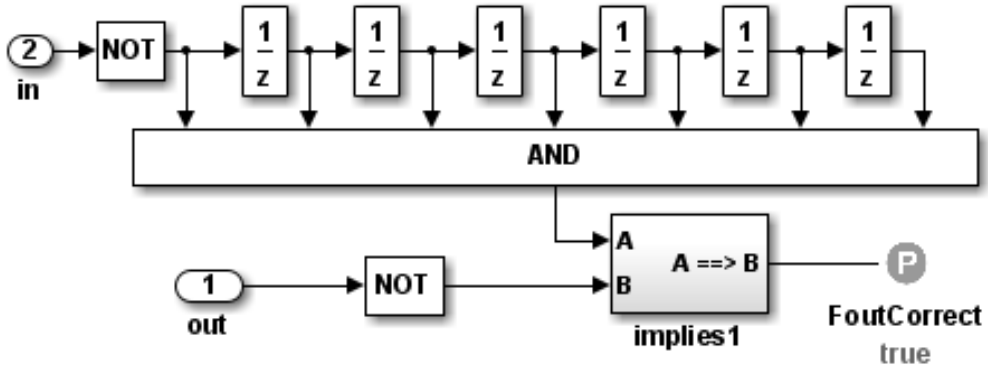 2
in
NOT
1
z
1
z
1
z
1
z
1
z
1
z
AND
1
out
NOT
A
B
A ==> B
implies1
P
FoutCorrect
true